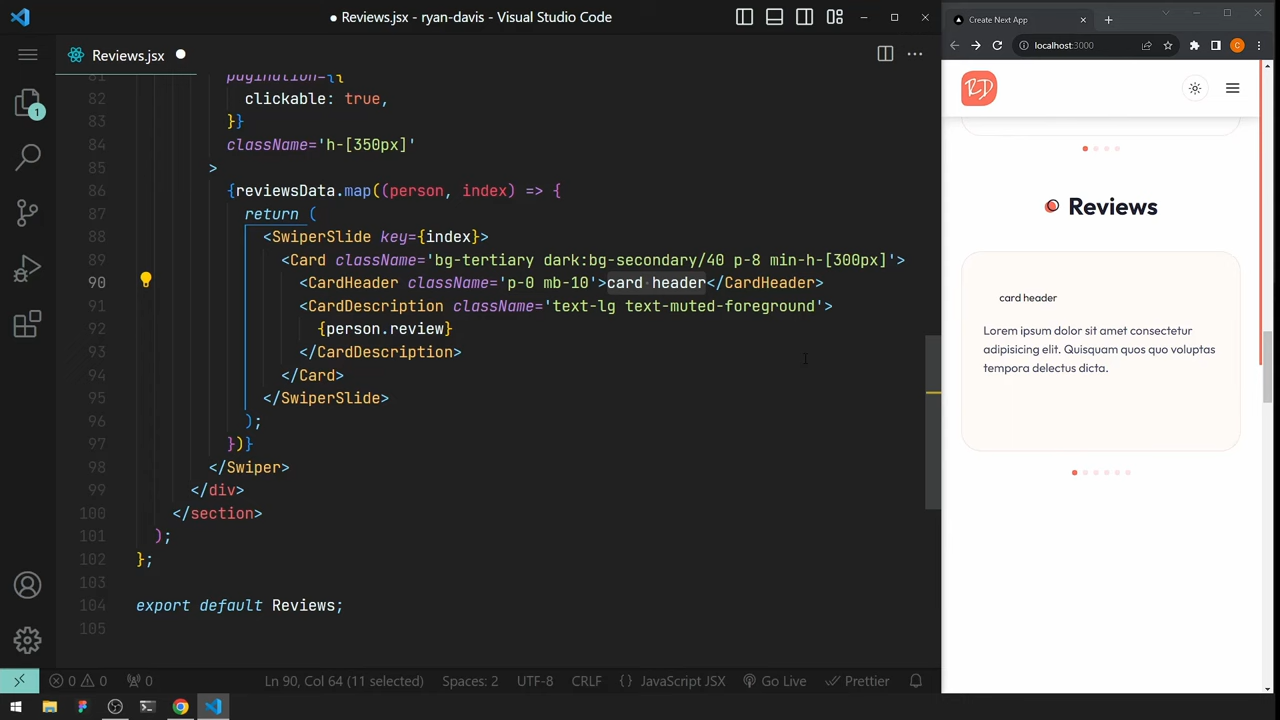 ● Reviews.jsx - ryan-davis - Visual Studio Code
Reviews.jsx ●
81 pagination={{
82 clickable: true,
83 }}
84 className='h-[350px]'
85 >
86 {reviewsData.map((person, index) => {
87 return (
88 <SwiperSlide key={index}>
89 <Card className='bg-tertiary dark:bg-secondary/40 p-8 min-h-[300px]'>
90 <CardHeader className='p-0 mb-10'>card header</CardHeader>
91 <CardDescription className='text-lg text-muted-foreground'>
92 {person.review}
93 </CardDescription>
94 </Card>
95 </SwiperSlide>
96 );
97 })}
98 </Swiper>
99 </div>
100 </section>
101 );
102 };
103
104 export default Reviews;
105
1
0 0 0
Ln 90, Col 64 (11 selected)
Spaces: 2
UTF-8
CRLF
{} JavaScript JSX
Go Live
Prettier
Create Next App
localhost:3000
C
RD
Reviews
card header
Lorem ipsum dolor sit amet consectetur
adipisicing elit. Quisquam quos quo voluptas
tempora delectus dicta.